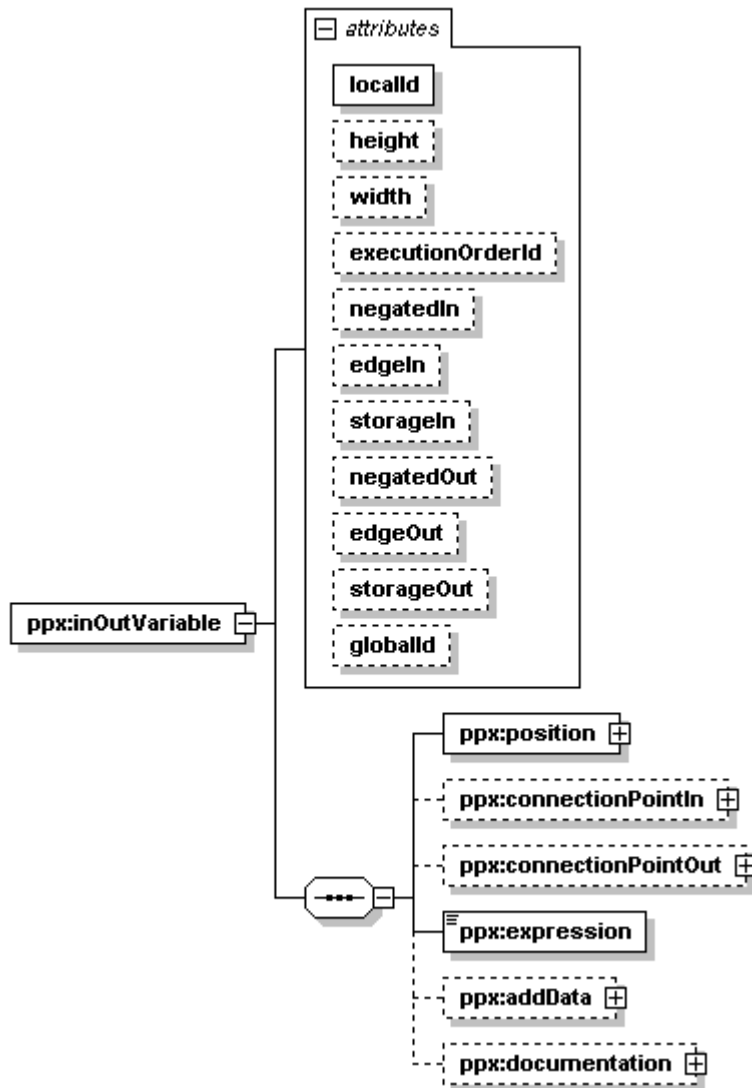 attributes
localId
height
width
executionOrderId
negatedIn
edgeIn
storageIn
negatedOut
edgeOut
storageOut
globalId
ppx:inOutVariable
ppx:position
ppx:connectionPointIn
ppx:connectionPointOut
ppx:expression
ppx:addData
ppx:documentation